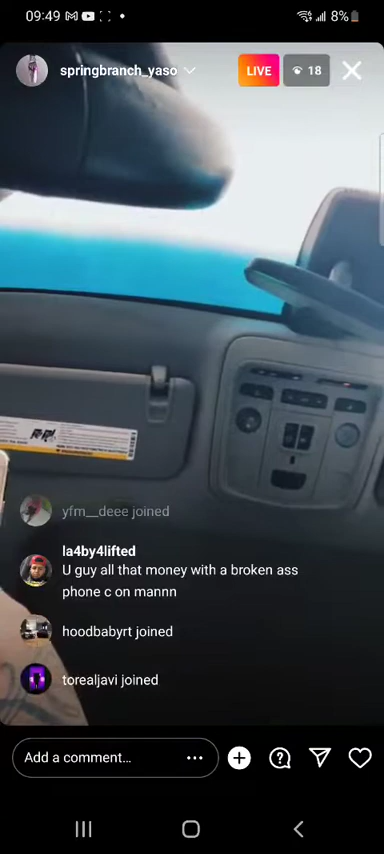 09:49
8%
springbranch_yaso
LIVE
18
yfm__deee joined
la4by4lifted
U guy all that money with a broken ass
phone c on mannn
hoodbabyrt joined
torealjavi joined
Add a comment...